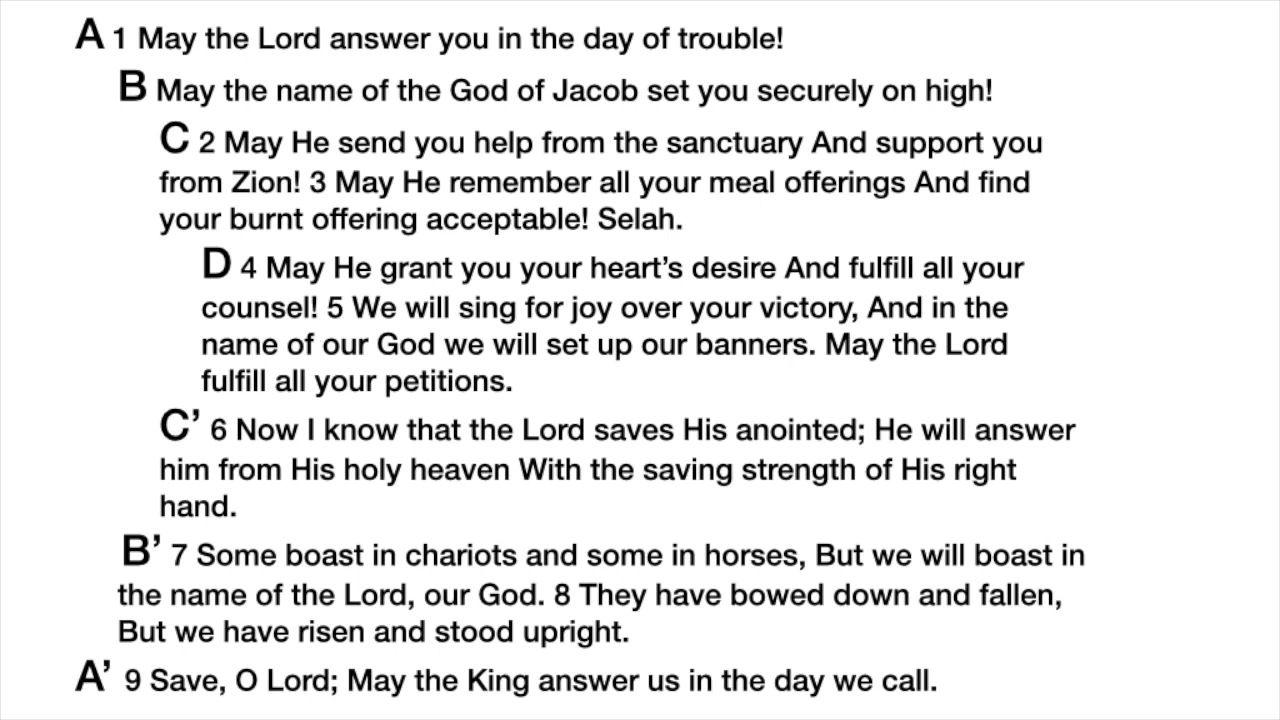 A 1 May the Lord answer you in the day of trouble!
B May the name of the God of Jacob set you securely on high!
C 2 May He send you help from the sanctuary And support you
from Zion! 3 May He remember all your meal offerings And find
your burnt offering acceptable! Selah.
D 4 May He grant you your heart’s desire And fulfill all your
counsel! 5 We will sing for joy over your victory, And in the
name of our God we will set up our banners. May the Lord
fulfill all your petitions.
C’ 6 Now I know that the Lord saves His anointed; He will answer
him from His holy heaven With the saving strength of His right
hand.
B’ 7 Some boast in chariots and some in horses, But we will boast in
the name of the Lord, our God. 8 They have bowed down and fallen,
But we have risen and stood upright.
A’ 9 Save, O Lord; May the King answer us in the day we call.